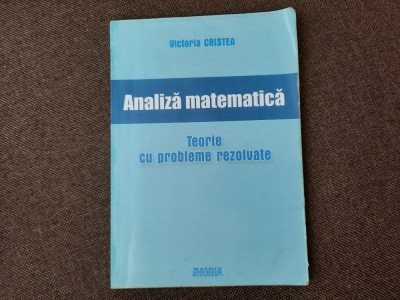 Victoria CRISTEA
Analiză matematică
Teorie
cu probleme rezolvate